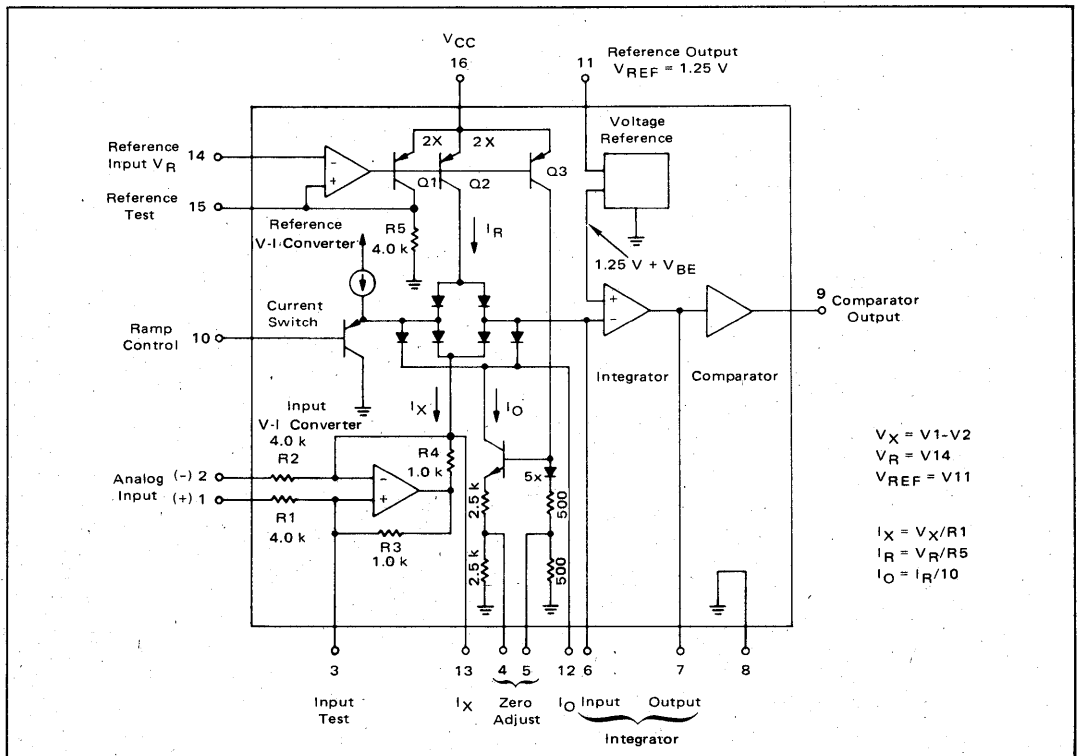 VCC
16
Reference Output
VREF = 1.25 V
11
Voltage
Reference
Reference
Input VR
14
Reference
Test
15
2X
2X
Q1
Q2
Q3
-
+
Reference
V-I Converter
R5
4.0 k
IR
1.25 V + VBE
Current
Switch
Ramp
Control
10
+
-
9
Comparator
Output
Integrator
Comparator
Input
V-I Converter
4.0 k
R2
IX
IO
R4
1.0 k
Analog
Input
(-) 2
(+) 1
-
+
R1
4.0 k
R3
1.0 k
5x
2.5 k
500
2.5 k
500
VX = V1-V2
VR = V14
VREF = V11
IX = VX/R1
IR = VR/R5
IO = IR/10
3
13
4
5
12
6
7
8
Input
Test
IX
Zero
Adjust
IO
Input
Output
Integrator